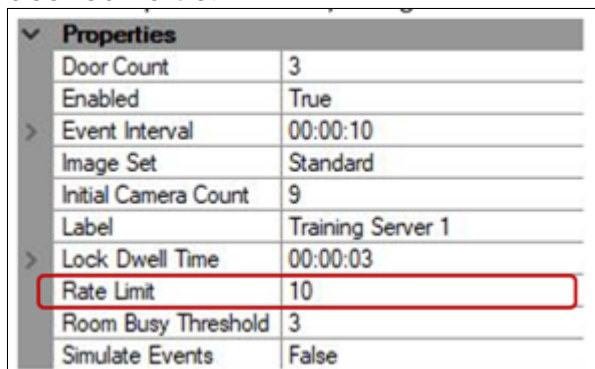 Properties
Door Count 3
Enabled True
Event Interval 00:00:10
Image Set Standard
Initial Camera Count 9
Label Training Server 1
Lock Dwell Time 00:00:03
Rate Limit 10
Room Busy Threshold 3
Simulate Events False